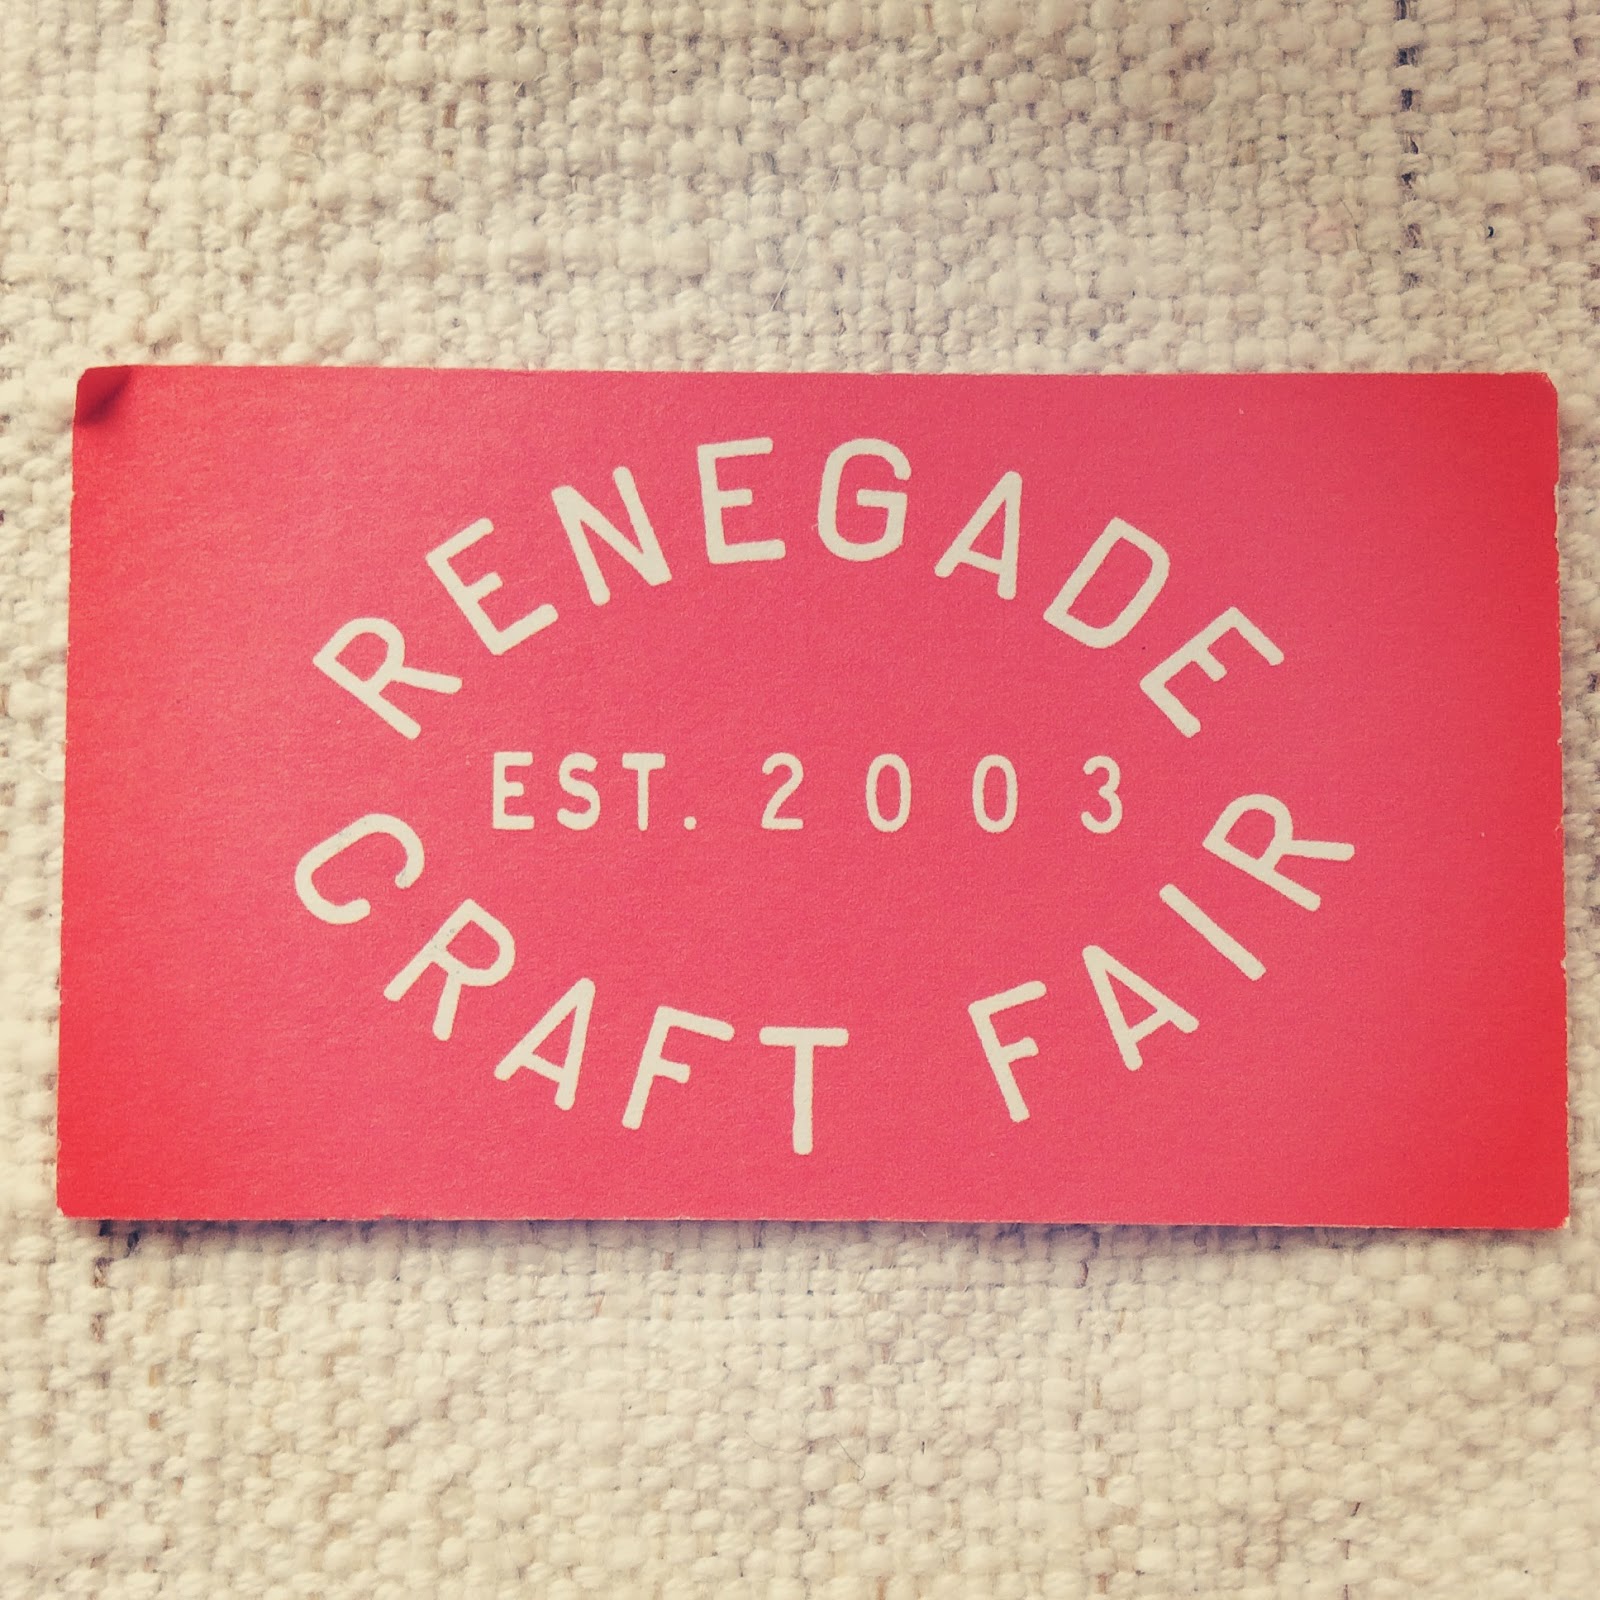 RENEGADE
EST. 2003
CRAFT FAIR